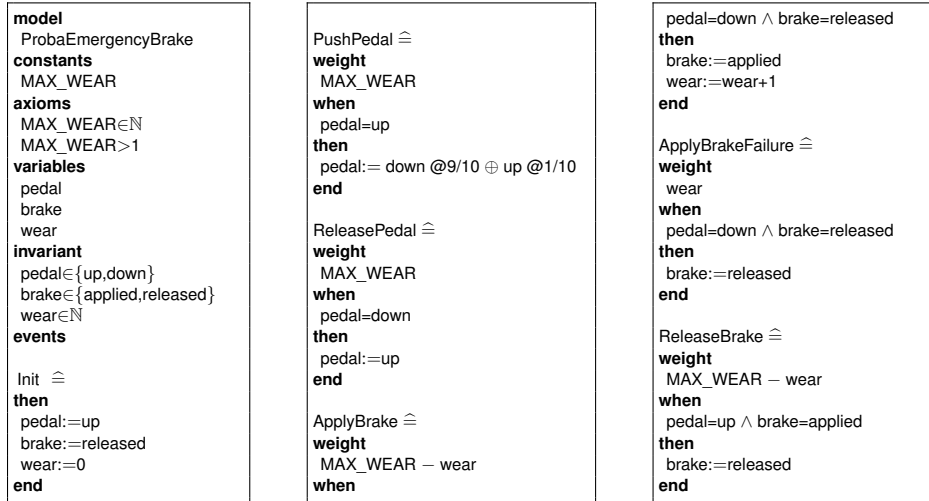 model
ProbaEmergencyBrake
constants
MAX_WEAR
axioms
MAX_WEAR∈ℕ
MAX_WEAR>1
variables
pedal
brake
wear
invariant
pedal∈{up,down}
brake∈{applied,released}
wear∈ℕ
events
Init ≙
then
pedal:=up
brake:=released
wear:=0
end
PushPedal ≙
weight
MAX_WEAR
when
pedal=up
then
pedal:= down @9/10 ⊕ up @1/10
end
ReleasePedal ≙
weight
MAX_WEAR
when
pedal=down
then
pedal:=up
end
ApplyBrake ≙
weight
MAX_WEAR − wear
when
pedal=down ∧ brake=released
then
brake:=applied
wear:=wear+1
end
ApplyBrakeFailure ≙
weight
wear
when
pedal=down ∧ brake=released
then
brake:=released
end
ReleaseBrake ≙
weight
MAX_WEAR − wear
when
pedal=up ∧ brake=applied
then
brake:=released
end